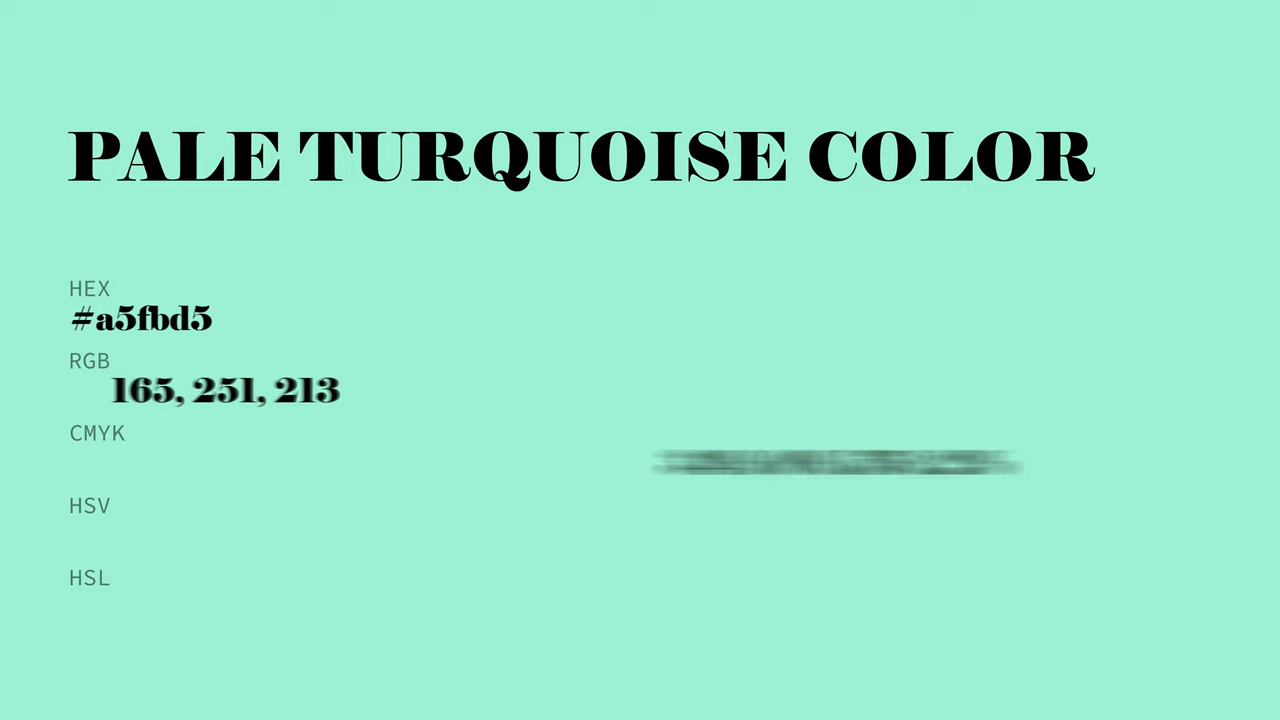 PALE TURQUOISE COLOR
HEX
#a5fbd5
RGB
165, 251, 213
CMYK
HSV
HSL